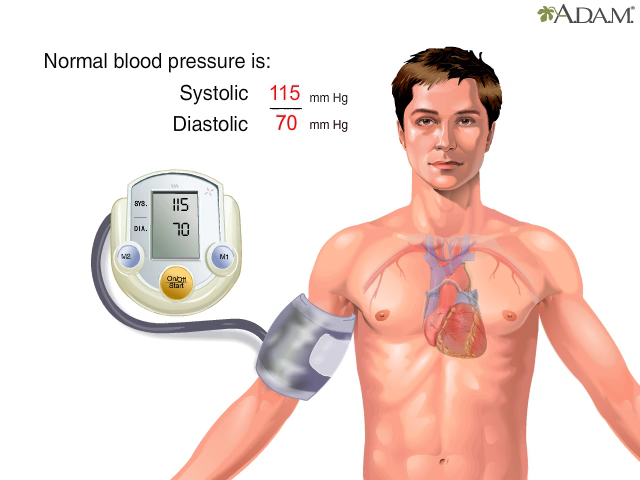 A.D.A.M.
Normal blood pressure is:
Systolic 115 mm Hg
Diastolic 70 mm Hg
SYS. 115
DIA. 70
M2 M1
On/Off
Start